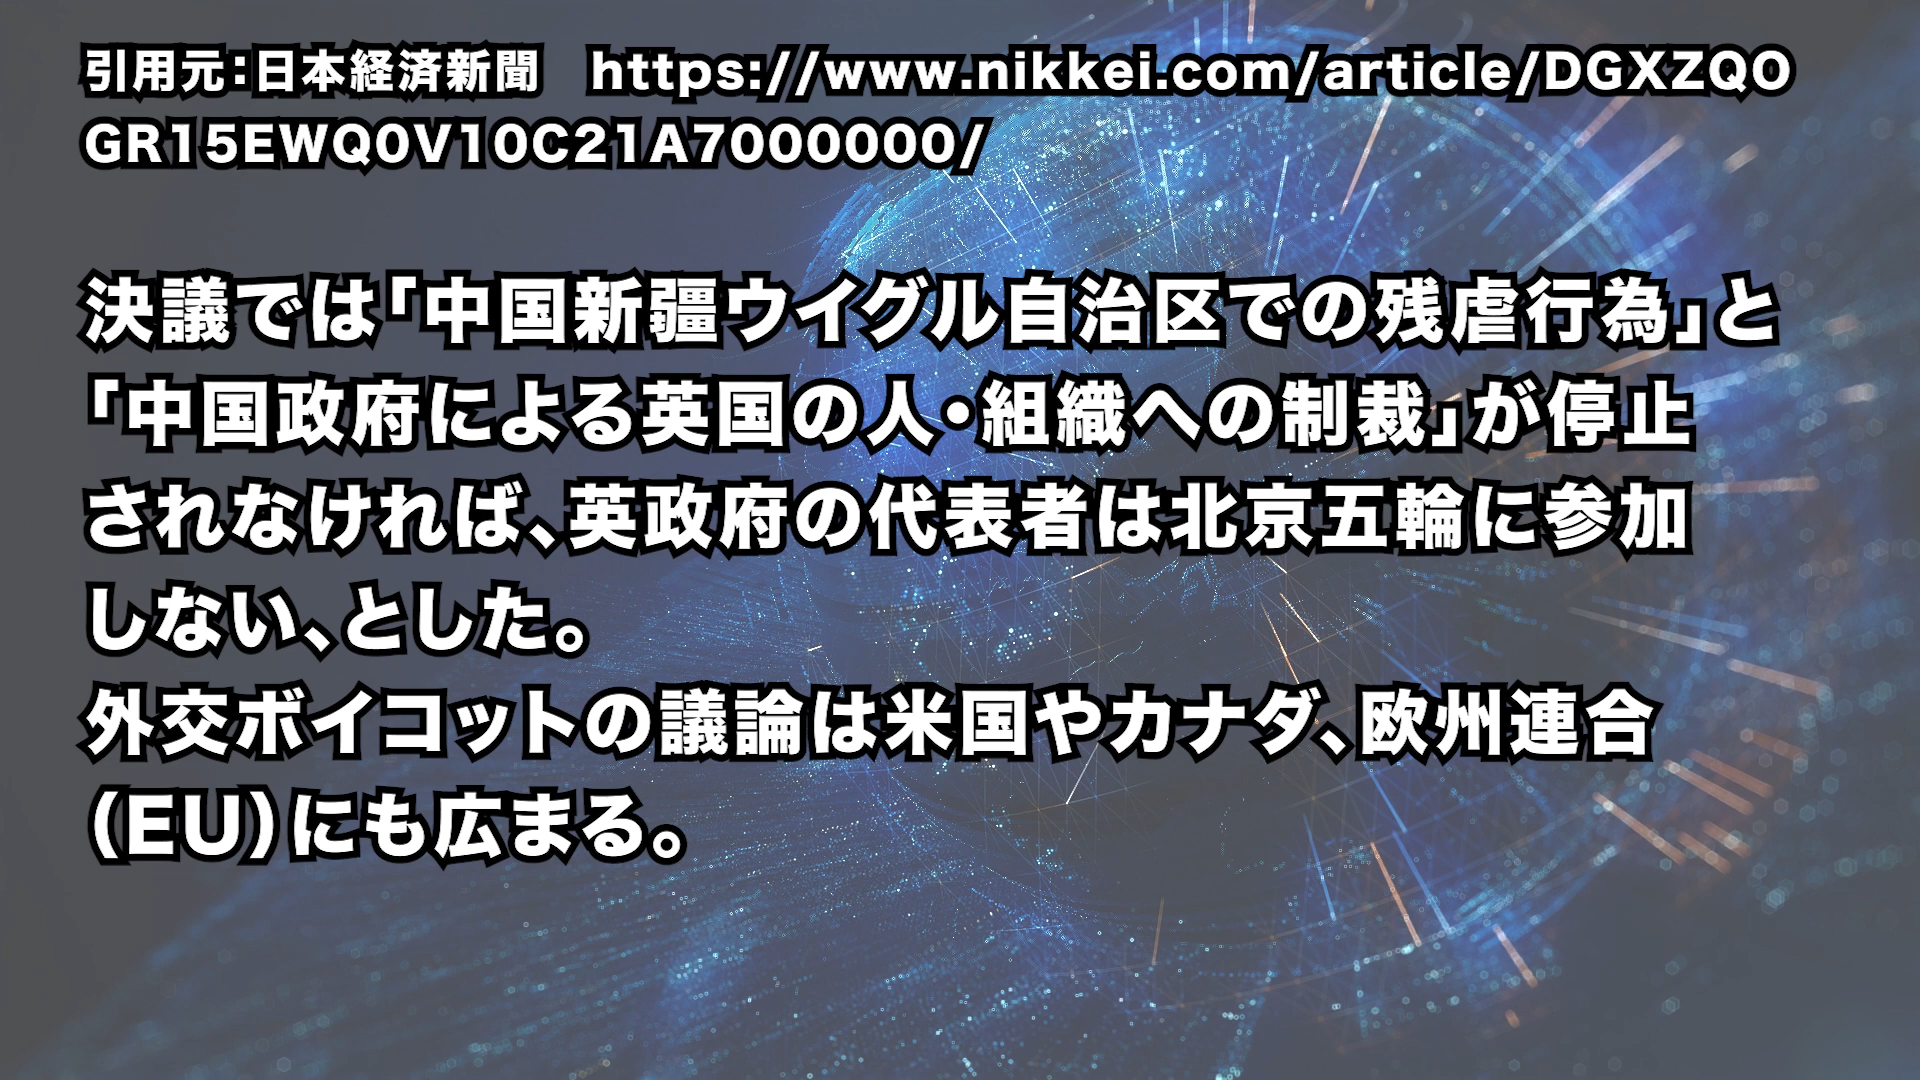 引用元：日本経済新聞　https://www.nikkei.com/article/DGXZQO
GR15EWQ0V10C21A7000000/
決議では「中国新疆ウイグル自治区での残虐行為」と
「中国政府による英国の人・組織への制裁」が停止
されなければ、英政府の代表者は北京五輪に参加
しない、とした。
外交ボイコットの議論は米国やカナダ、欧州連合
（EU）にも広まる。